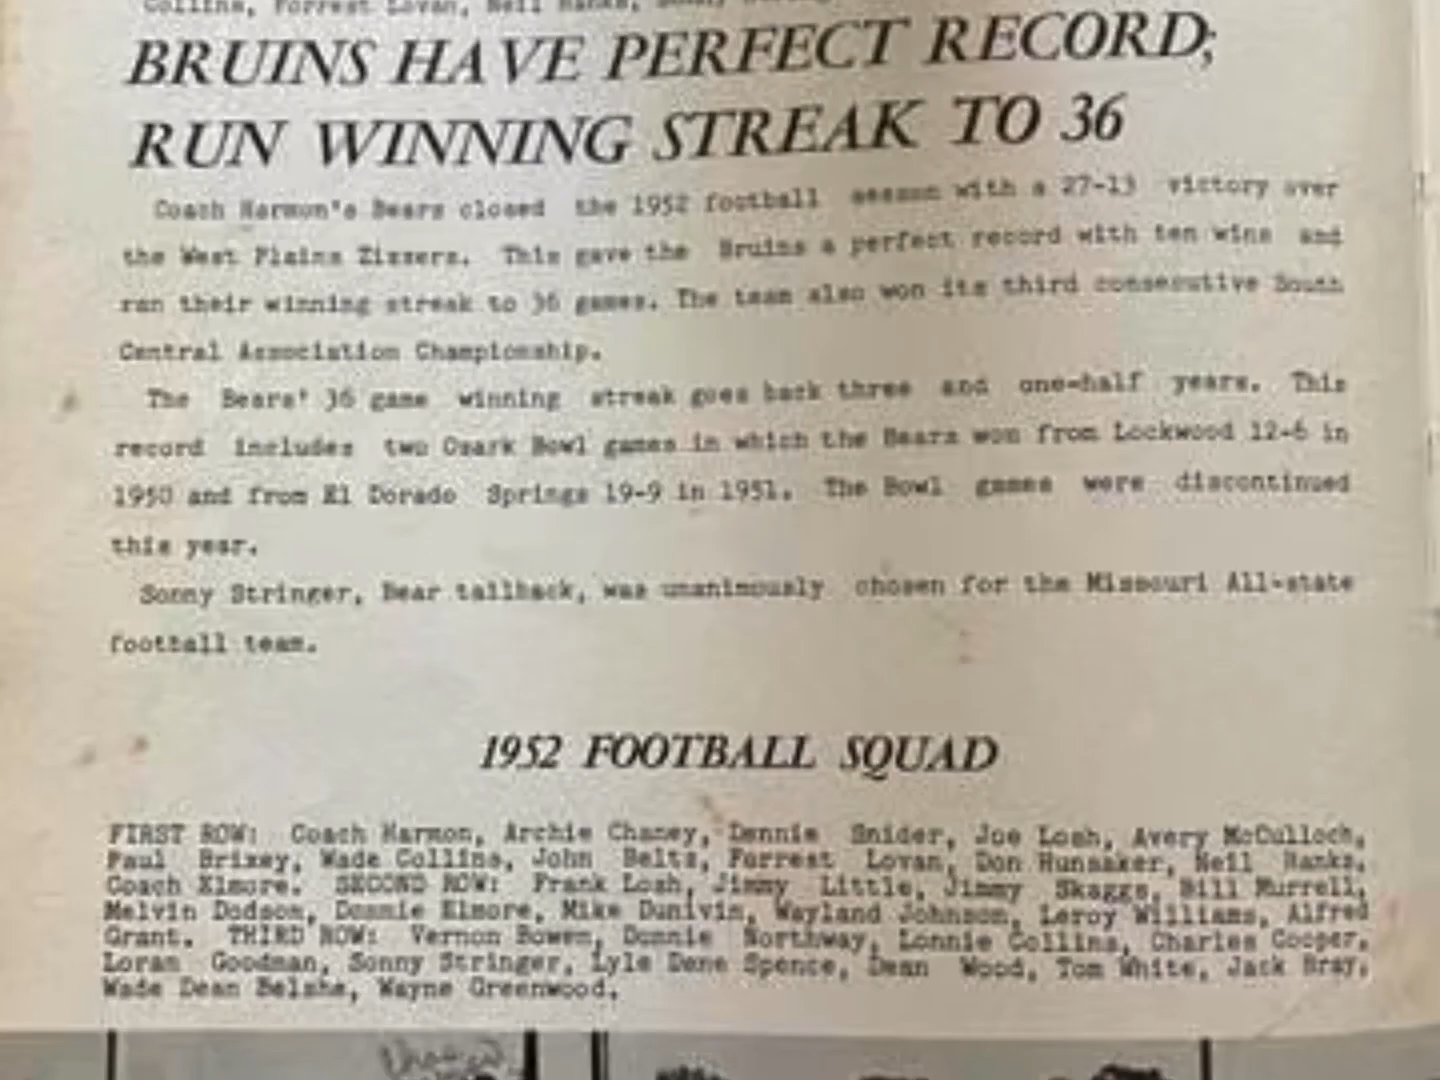 Collins, Forrest Lovan, Neil Hanks,
BRUINS HAVE PERFECT RECORD;
RUN WINNING STREAK TO 36
Coach Harmon's Bears closed the 1952 football season with a 27-13 victory over
the West Plains Zizzers. This gave the Bruins a perfect record with ten wins and
ran their winning streak to 36 games. The team also won its third consecutive South
Central Association Championship.
The Bears' 36 game winning streak goes back three and one-half years. This
record includes two Ozark Bowl games in which the Bears won from Lockwood 12-6 in
1950 and from El Dorado Springs 19-9 in 1951. The Bowl games were discontinued
this year.
Sonny Stringer, Bear tailback, was unanimously chosen for the Missouri All-state
football team.
1952 FOOTBALL SQUAD
FIRST ROW: Coach Harmon, Archie Chaney, Dennie Snider, Joe Losh, Avery McCulloch,
Paul Brixey, Wade Collins, John Belts, Forrest Lovan, Don Hunsaker, Neil Hanks,
Coach Elmore. SECOND ROW: Frank Losh, Jimmy Little, Jimmy Skaggs, Bill Murrell,
Melvin Dodson, Donnie Elmore, Mike Dunivin, Wayland Johnson, Leroy Williams, Alfred
Grant. THIRD ROW: Vernon Bowen, Donnie Northway, Lonnie Collins, Charles Cooper,
Loran Goodman, Sonny Stringer, Lyle Dene Spence, Dean Wood, Tom White, Jack Bray,
Wade Dean Belshe, Wayne Greenwood.